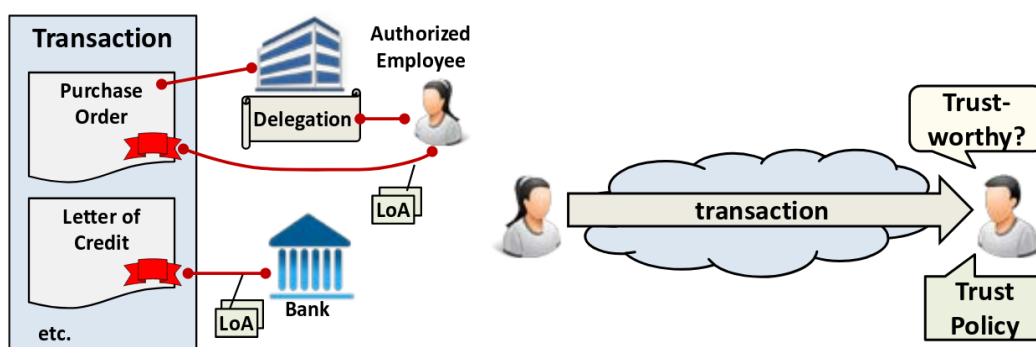 Transaction
Purchase
Order
Letter of
Credit
etc.
Authorized
Employee
Delegation
LoA
LoA
Bank
transaction
Trust-
worthy?
Trust
Policy